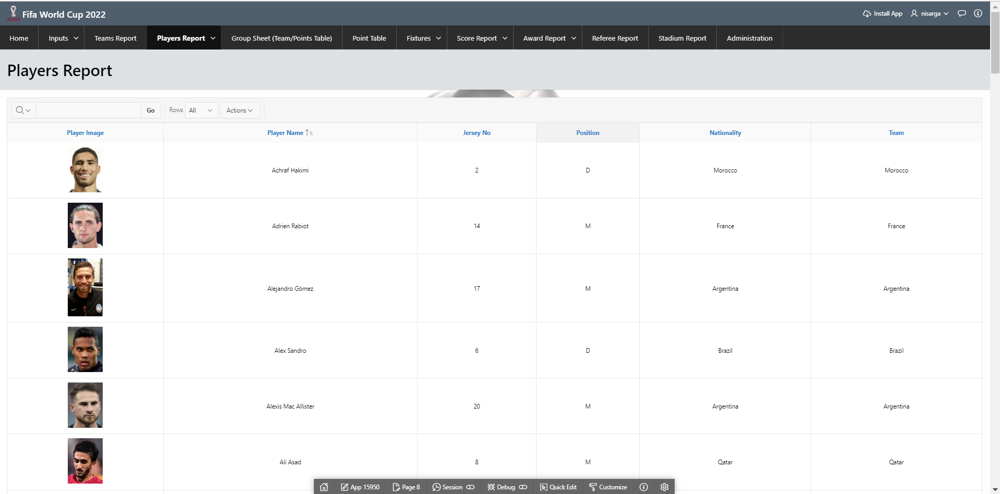 Fifa World Cup 2022
Install App nisarga
Home Inputs Teams Report Players Report Group Sheet (Team/Points Table) Point Table Fixtures Score Report Award Report Referee Report Stadium Report Administration
Players Report
Go Rows All Actions
Player Image Player Name Jersey No Position Nationality Team
Achraf Hakimi 2 D Morocco Morocco
Adrien Rabiot 14 M France France
Alejandro Gómez 17 M Argentina Argentina
Alex Sandro 6 D Brazil Brazil
Alexis Mac Allister 20 M Argentina Argentina
Ali Asad 8 M Qatar Qatar
App 15950 Page 8 Session Debug Quick Edit Customize